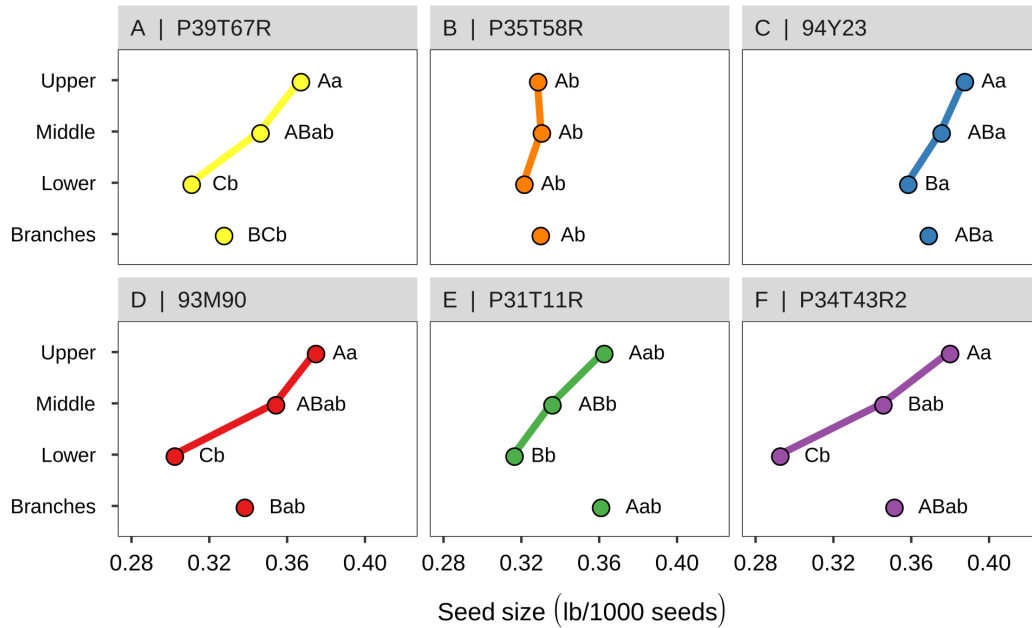 A | P39T67R
B | P35T58R
C | 94Y23
Upper
Aa
Ab
Aa
Middle
ABab
Ab
ABa
Lower
Cb
Ab
Ba
Branches
BCb
Ab
ABa
D | 93M90
E | P31T11R
F | P34T43R2
Upper
Aa
Aab
Aa
Middle
ABab
ABb
Bab
Lower
Cb
Bb
Cb
Branches
Bab
Aab
ABab
0.28 0.32 0.36 0.40
0.28 0.32 0.36 0.40
0.28 0.32 0.36 0.40
Seed size (lb/1000 seeds)